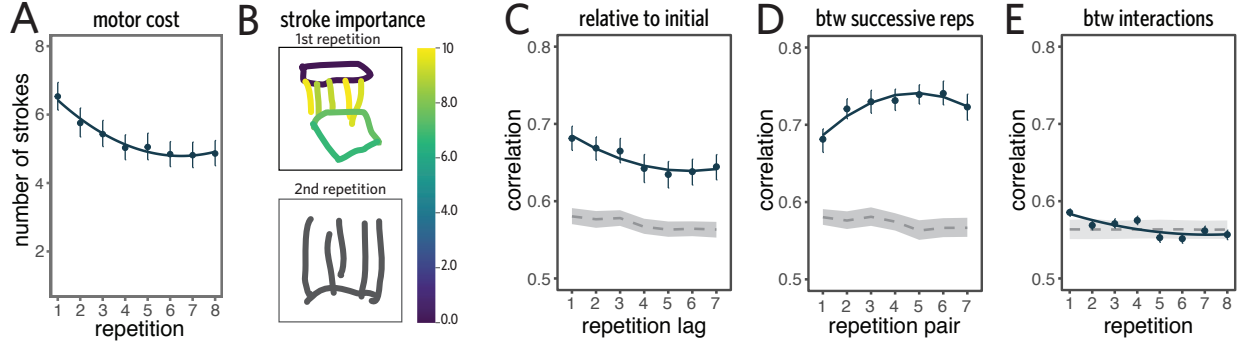 A
motor cost
number of strokes
8
6
4
2
1 2 3 4 5 6 7 8
repetition
B
stroke importance
1st repetition
2nd repetition
10
8.0
6.0
4.0
2.0
0.0
C
relative to initial
correlation
0.8
0.7
0.6
0.5
1 2 3 4 5 6 7
repetition lag
D
btw successive reps
correlation
0.8
0.7
0.6
0.5
1 2 3 4 5 6 7
repetition pair
E
btw interactions
correlation
0.8
0.7
0.6
0.5
1 2 3 4 5 6 7 8
repetition